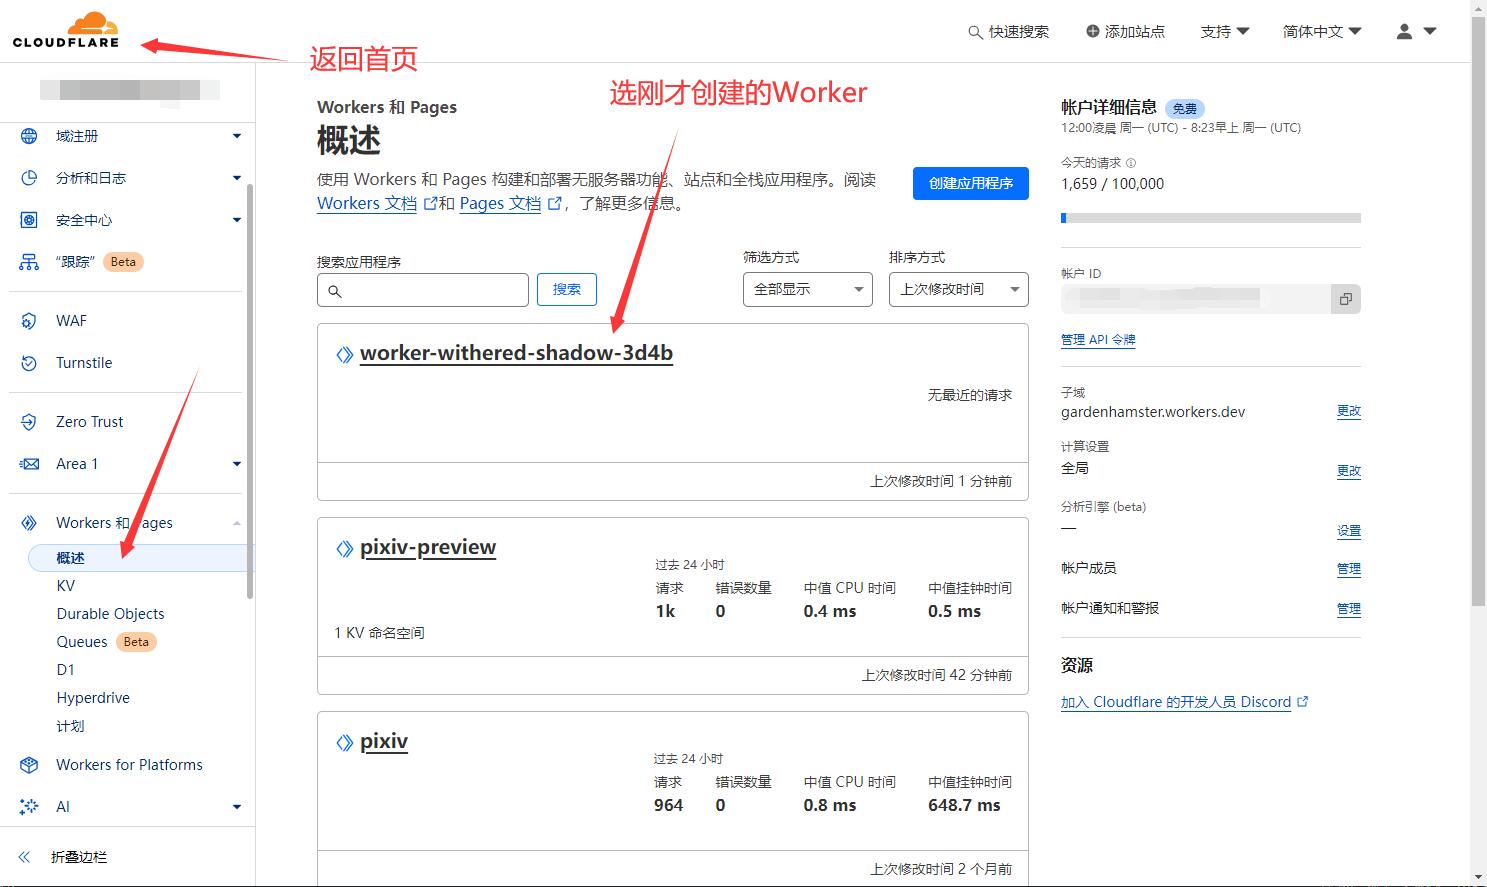 CLOUDFLARE
返回首页
快速搜索
添加站点
支持
简体中文
域注册
分析和日志
安全中心
“跟踪” Beta
WAF
Turnstile
Zero Trust
Area 1
Workers 和 Pages
概述
KV
Durable Objects
Queues Beta
D1
Hyperdrive
计划
Workers for Platforms
AI
折叠边栏
选刚才创建的Worker
Workers 和 Pages
概述
使用 Workers 和 Pages 构建和部署无服务器功能、站点和全栈应用程序。阅读
Workers 文档 和 Pages 文档 ，了解更多信息。
创建应用程序
搜索应用程序
搜索
筛选方式
全部显示
排序方式
上次修改时间
worker-withered-shadow-3d4b
无最近的请求
上次修改时间 1 分钟前
pixiv-preview
过去 24 小时
请求 错误数量 中值 CPU 时间 中值挂钟时间
1k 0 0.4 ms 0.5 ms
1 KV 命名空间
上次修改时间 42 分钟前
pixiv
过去 24 小时
请求 错误数量 中值 CPU 时间 中值挂钟时间
964 0 0.8 ms 648.7 ms
上次修改时间 2 个月前
帐户详细信息 免费
12:00凌晨 周一 (UTC) - 8:23早上 周一 (UTC)
今天的请求
1,659 / 100,000
帐户 ID
管理 API 令牌
子域
gardenhamster.workers.dev 更改
计算设置
全局 更改
分析引擎 (beta)
— 设置
帐户成员 管理
帐户通知和警报 管理
资源
加入 Cloudflare 的开发人员 Discord